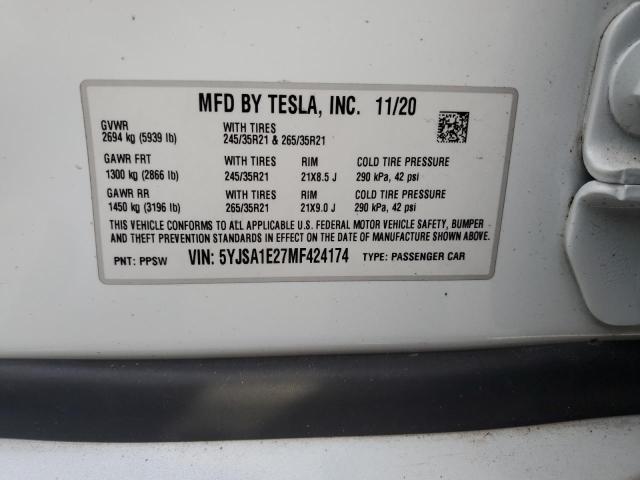 MFD BY TESLA, INC. 11/20
GVWR WITH TIRES
2694 kg (5939 lb) 245/35R21 & 265/35R21
GAWR FRT WITH TIRES RIM COLD TIRE PRESSURE
1300 kg (2866 lb) 245/35R21 21X8.5 J 290 kPa, 42 psi
GAWR RR WITH TIRES RIM COLD TIRE PRESSURE
1450 kg (3196 lb) 265/35R21 21X9.0 J 290 kPa, 42 psi
THIS VEHICLE CONFORMS TO ALL APPLICABLE U.S. FEDERAL MOTOR VEHICLE SAFETY, BUMPER
AND THEFT PREVENTION STANDARDS IN EFFECT ON THE DATE OF MANUFACTURE SHOWN ABOVE.
PNT: PPSW VIN: 5YJSA1E27MF424174 TYPE: PASSENGER CAR